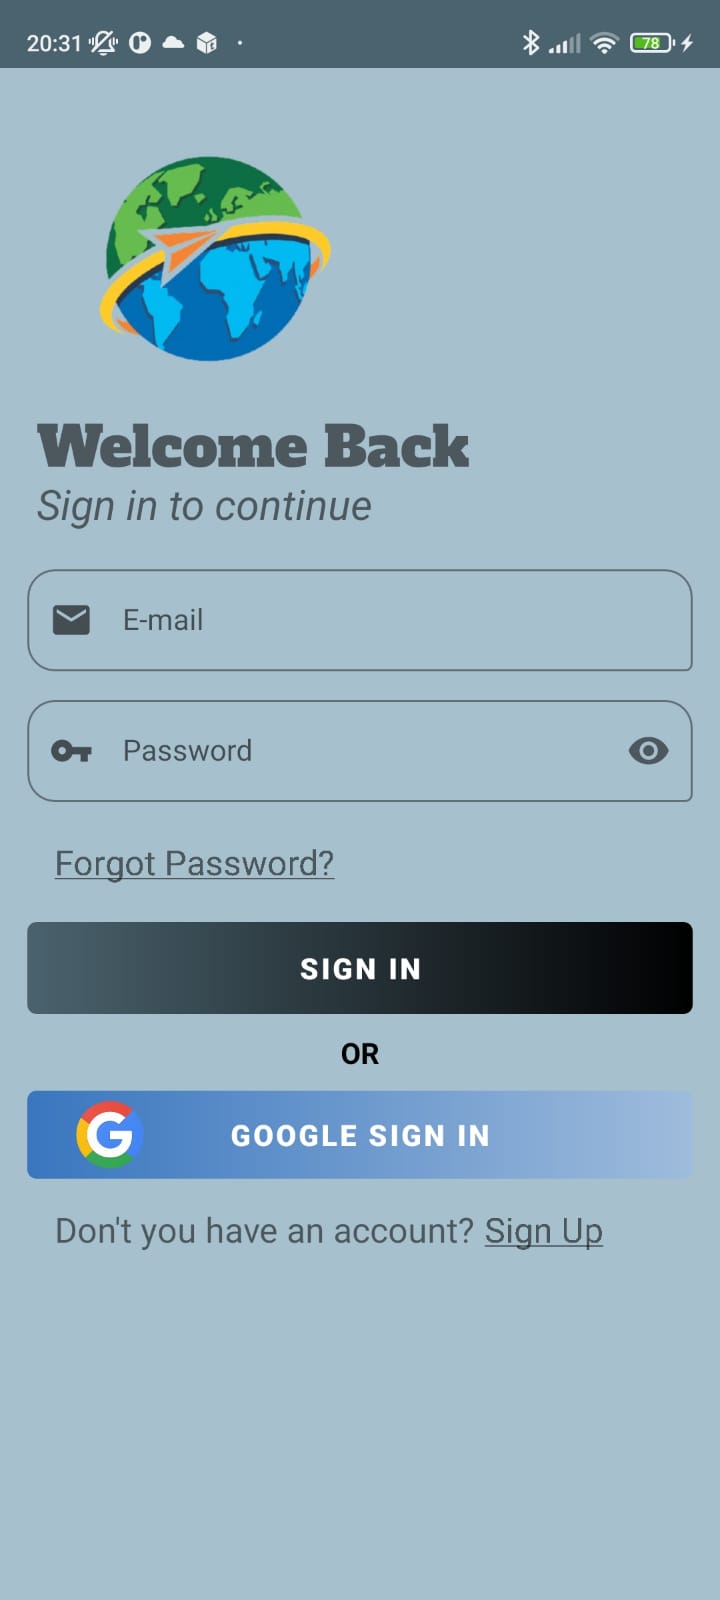 20:31 78
Welcome Back
Sign in to continue
E-mail
Password
Forgot Password?
SIGN IN
OR
GOOGLE SIGN IN
Don't you have an account? Sign Up